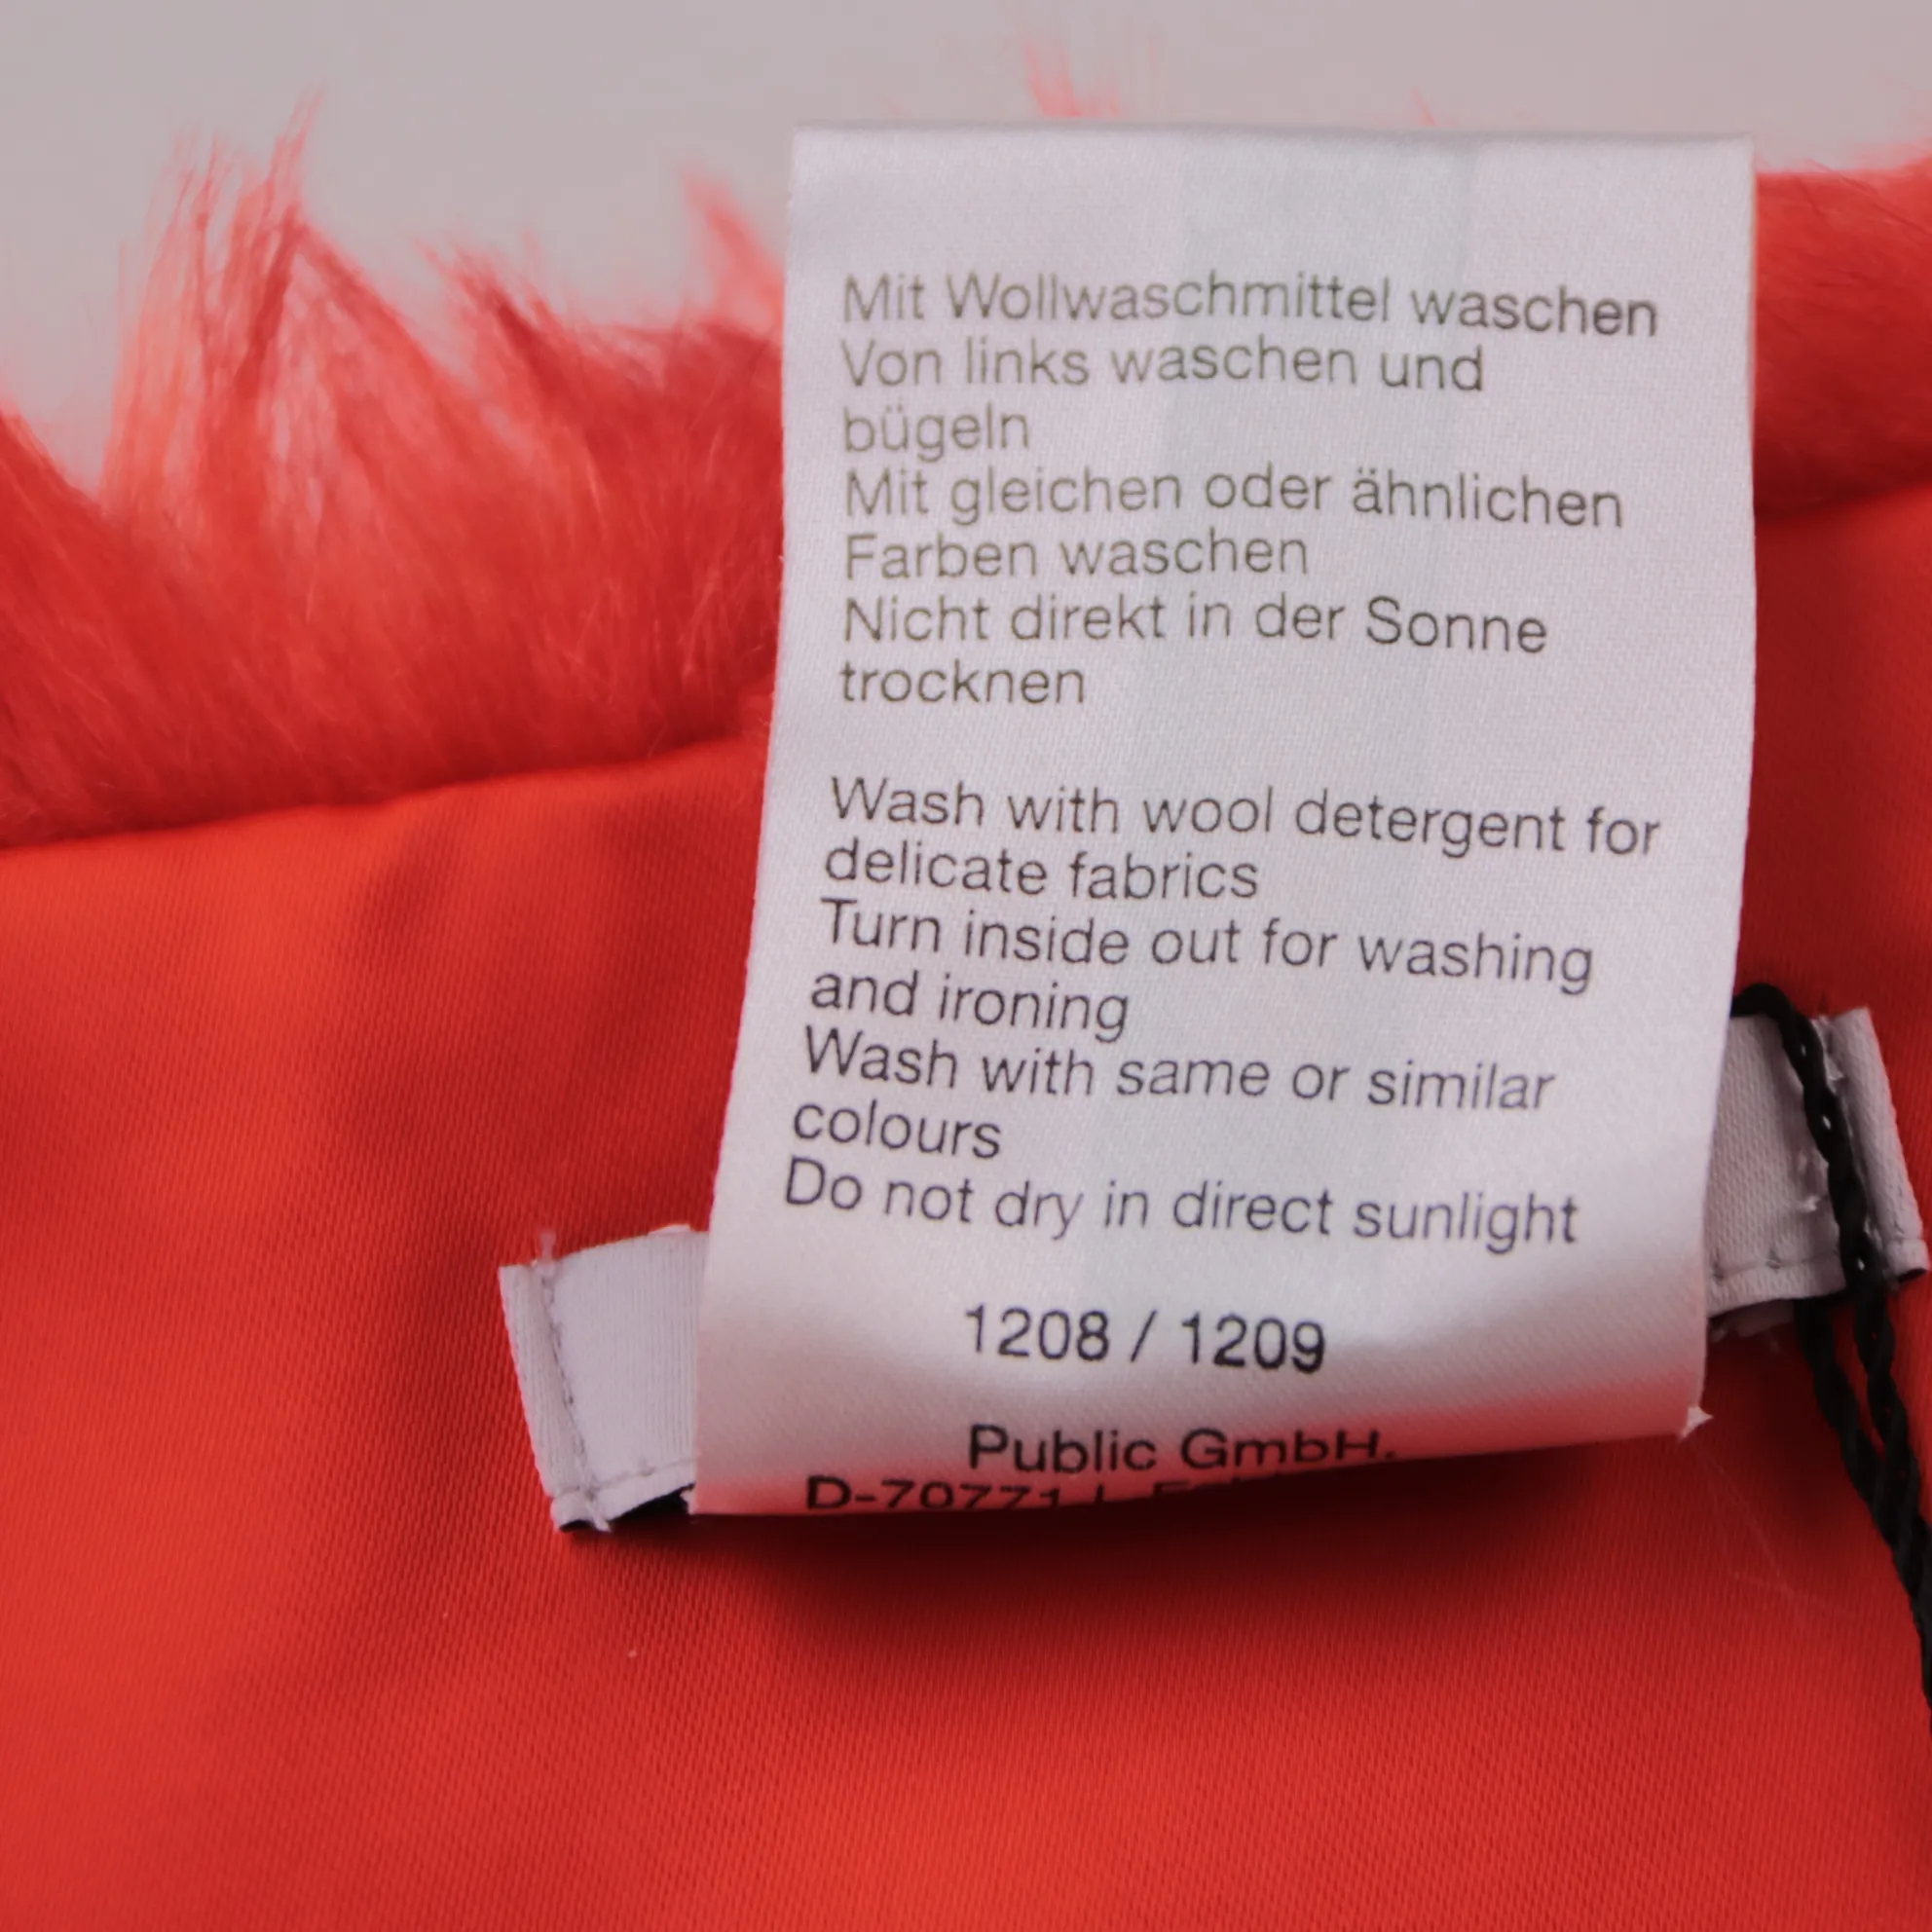 Mit Wollwaschmittel waschen
Von links waschen und
bügeln
Mit gleichen oder ähnlichen
Farben waschen
Nicht direkt in der Sonne
trocknen
Wash with wool detergent for
delicate fabrics
Turn inside out for washing
and ironing
Wash with same or similar
colours
Do not dry in direct sunlight
1208 / 1209
Public GmbH.
D-70771